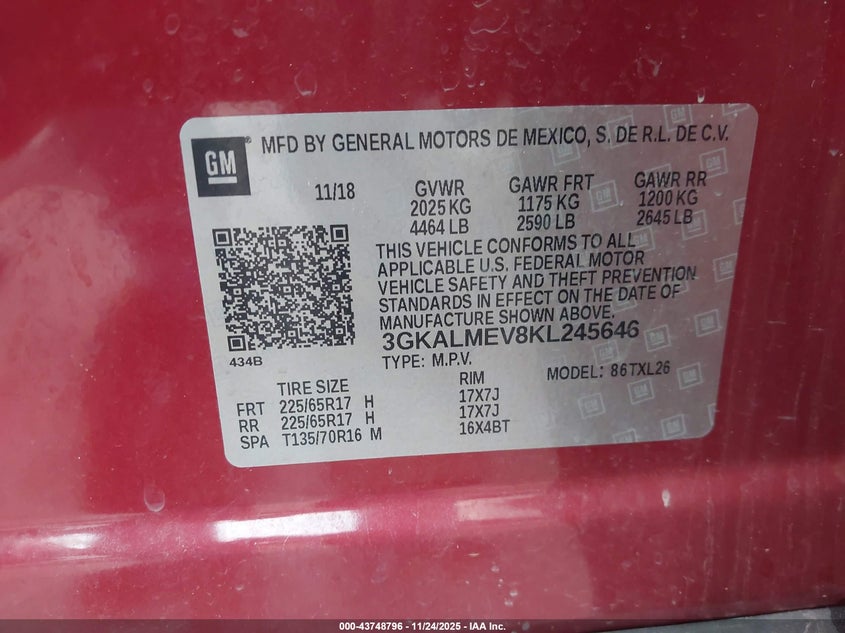 GM ® MFD BY GENERAL MOTORS DE MEXICO, S. DE R.L. DE C.V.
11/18 GVWR GAWR FRT GAWR RR
2025 KG 1175 KG 1200 KG
4464 LB 2590 LB 2645 LB
THIS VEHICLE CONFORMS TO ALL
APPLICABLE U.S. FEDERAL MOTOR
VEHICLE SAFETY AND THEFT PREVENTION
STANDARDS IN EFFECT ON THE DATE OF
MANUFACTURE SHOWN ABOVE.
434B 3GKALMEV8KL245646
TYPE: M.P.V. MODEL: 86TXL26
TIRE SIZE RIM
FRT 225/65R17 H 17X7J
RR 225/65R17 H 17X7J
SPA T135/70R16 M 16X4BT
000-43748796 - 11/24/2025 - IAA Inc.